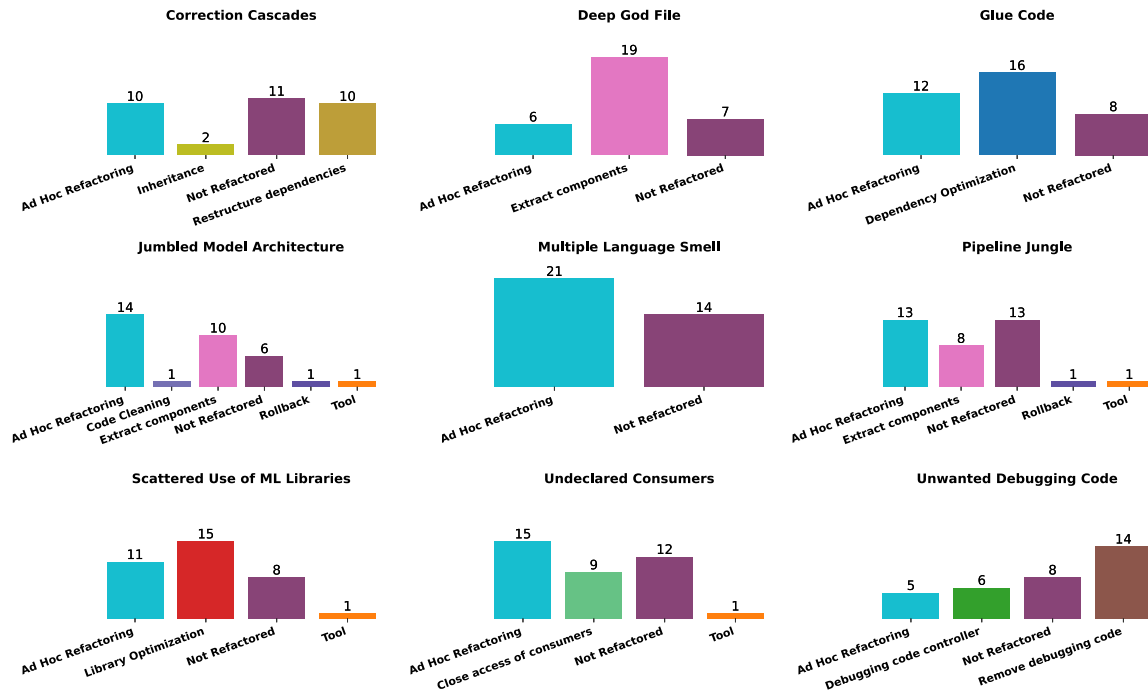 Correction Cascades
10
2
11
10
Ad Hoc Refactoring
Inheritance
Not Refactored
Restructure dependencies
Deep God File
6
19
7
Ad Hoc Refactoring
Extract components
Not Refactored
Glue Code
12
16
8
Ad Hoc Refactoring
Dependency Optimization
Not Refactored
Jumbled Model Architecture
14
1
10
6
1
1
Ad Hoc Refactoring
Code Cleaning
Extract components
Not Refactored
Rollback
Tool
Multiple Language Smell
21
14
Ad Hoc Refactoring
Not Refactored
Pipeline Jungle
13
8
13
1
1
Ad Hoc Refactoring
Extract components
Not Refactored
Rollback
Tool
Scattered Use of ML Libraries
11
15
8
1
Ad Hoc Refactoring
Library Optimization
Not Refactored
Tool
Undeclared Consumers
15
9
12
1
Ad Hoc Refactoring
Close access of consumers
Not Refactored
Tool
Unwanted Debugging Code
5
6
8
14
Ad Hoc Refactoring
Debugging code controller
Not Refactored
Remove debugging code